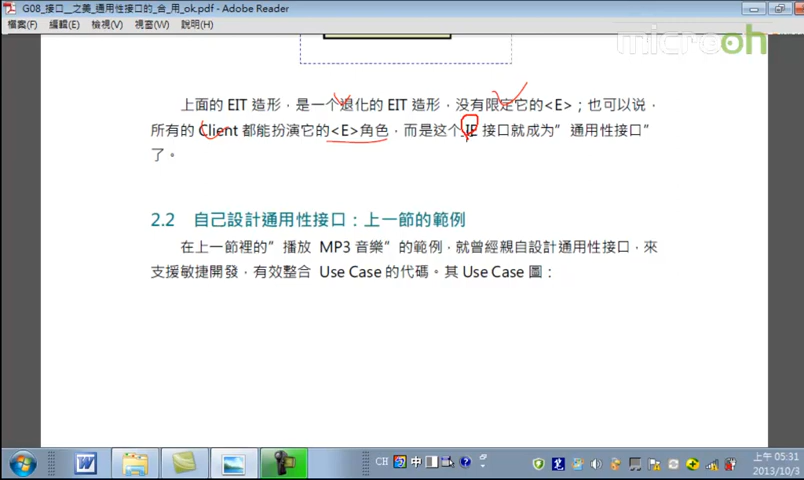 G08_接口__之美_通用性接口的_合_用_ok.pdf - Adobe Reader
檔案(F) 編輯(E) 檢視(V) 視窗(W) 說明(H)
microoh
上面的 EIT 造形，是一个退化的 EIT 造形，没有限定它的<E>；也可以说，
所有的 Client 都能扮演它的<E>角色，而是这个 IE 接口就成为"通用性接口"
了。
2.2 自己設計通用性接口：上一節的範例
在上一節裡的"播放 MP3 音樂"的範例，就曾經親自設計通用性接口，來
支援敏捷開發，有效整合 Use Case 的代碼。其 Use Case 圖：
CH 中
上午 05:31
2013/10/3